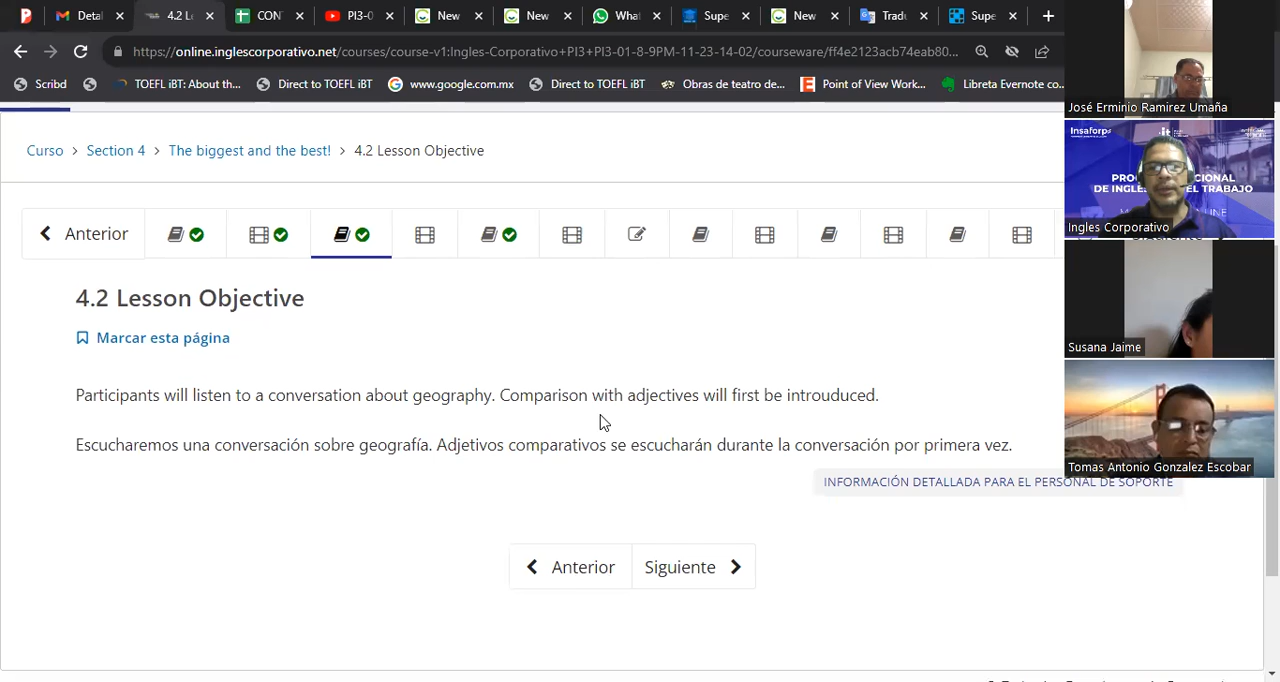 Detal
4.2 Le
CON
PI3-0
New
New
What
Supe
New
Tradu
Supe
https://online.inglescorporativo.net/courses/course-v1:Ingles-Corporativo+PI3+PI3-01-8-9PM-11-23-14-02/courseware/ff4e2123acb74eab80...
Scribd
TOEFL iBT: About th...
Direct to TOEFL iBT
www.google.com.mx
Direct to TOEFL iBT
Obras de teatro de...
Point of View Work...
Libreta Evernote co...
Curso > Section 4 > The biggest and the best! > 4.2 Lesson Objective
Anterior
4.2 Lesson Objective
Marcar esta página
Participants will listen to a conversation about geography. Comparison with adjectives will first be introuduced.
Escucharemos una conversación sobre geografía. Adjetivos comparativos se escucharán durante la conversación por primera vez.
INFORMACIÓN DETALLADA PARA EL PERSONAL DE SOPORTE
Anterior
Siguiente
José Erminio Ramirez Umaña
Insaforp
Ingles Corporativo
Susana Jaime
Tomas Antonio Gonzalez Escobar